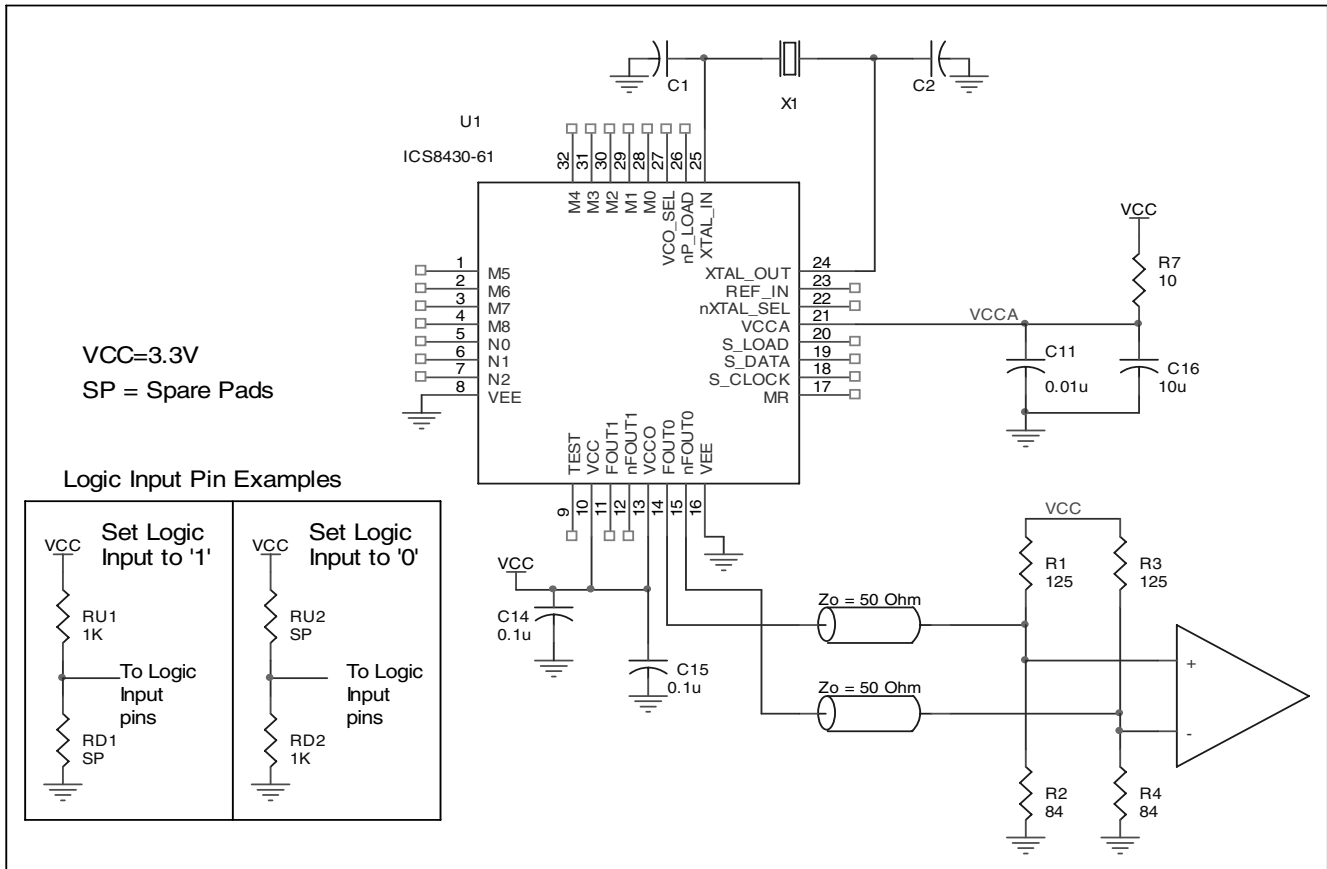 C1
X1
C2
U1
ICS8430-61
32
31
30
29
28
27
26
25
M4
M3
M2
M1
M0
VCO_SEL
nP_LOAD
XTAL_IN
1
2
3
4
5
6
7
8
M5
M6
M7
M8
N0
N1
N2
VEE
XTAL_OUT
REF_IN
nXTAL_SEL
VCCA
S_LOAD
S_DATA
S_CLOCK
MR
24
23
22
21
20
19
18
17
VCCA
VCC
R7
10
C11
0.01u
C16
10u
VCC=3.3V
SP = Spare Pads
TEST
VCC
FOUT1
nFOUT1
VCCO
FOUT0
nFOUT0
VEE
9
10
11
12
13
14
15
16
Logic Input Pin Examples
VCC
Set Logic
Input to '1'
RU1
1K
To Logic
Input
pins
RD1
SP
VCC
Set Logic
Input to '0'
RU2
SP
To Logic
Input
pins
RD2
1K
VCC
C14
0.1u
C15
0.1u
Zo = 50 Ohm
Zo = 50 Ohm
VCC
R1
125
R3
125
+
-
R2
84
R4
84